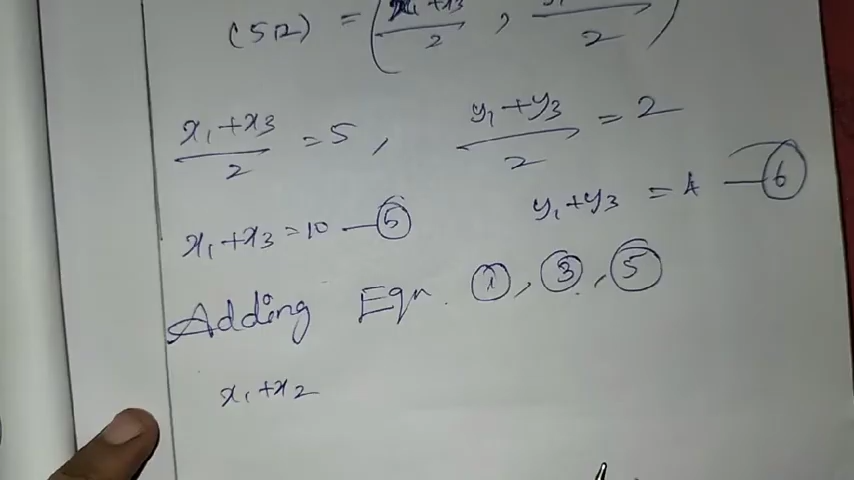 (5,2) = (x₁+x₃/2 , /2)
x₁+x₃/2 = 5 , y₁+y₃/2 = 2
x₁+x₃ = 10 — ⑤ y₁+y₃ = 4 — ⑥
Adding Eqn. ①, ③, ⑤
x₁+x₂